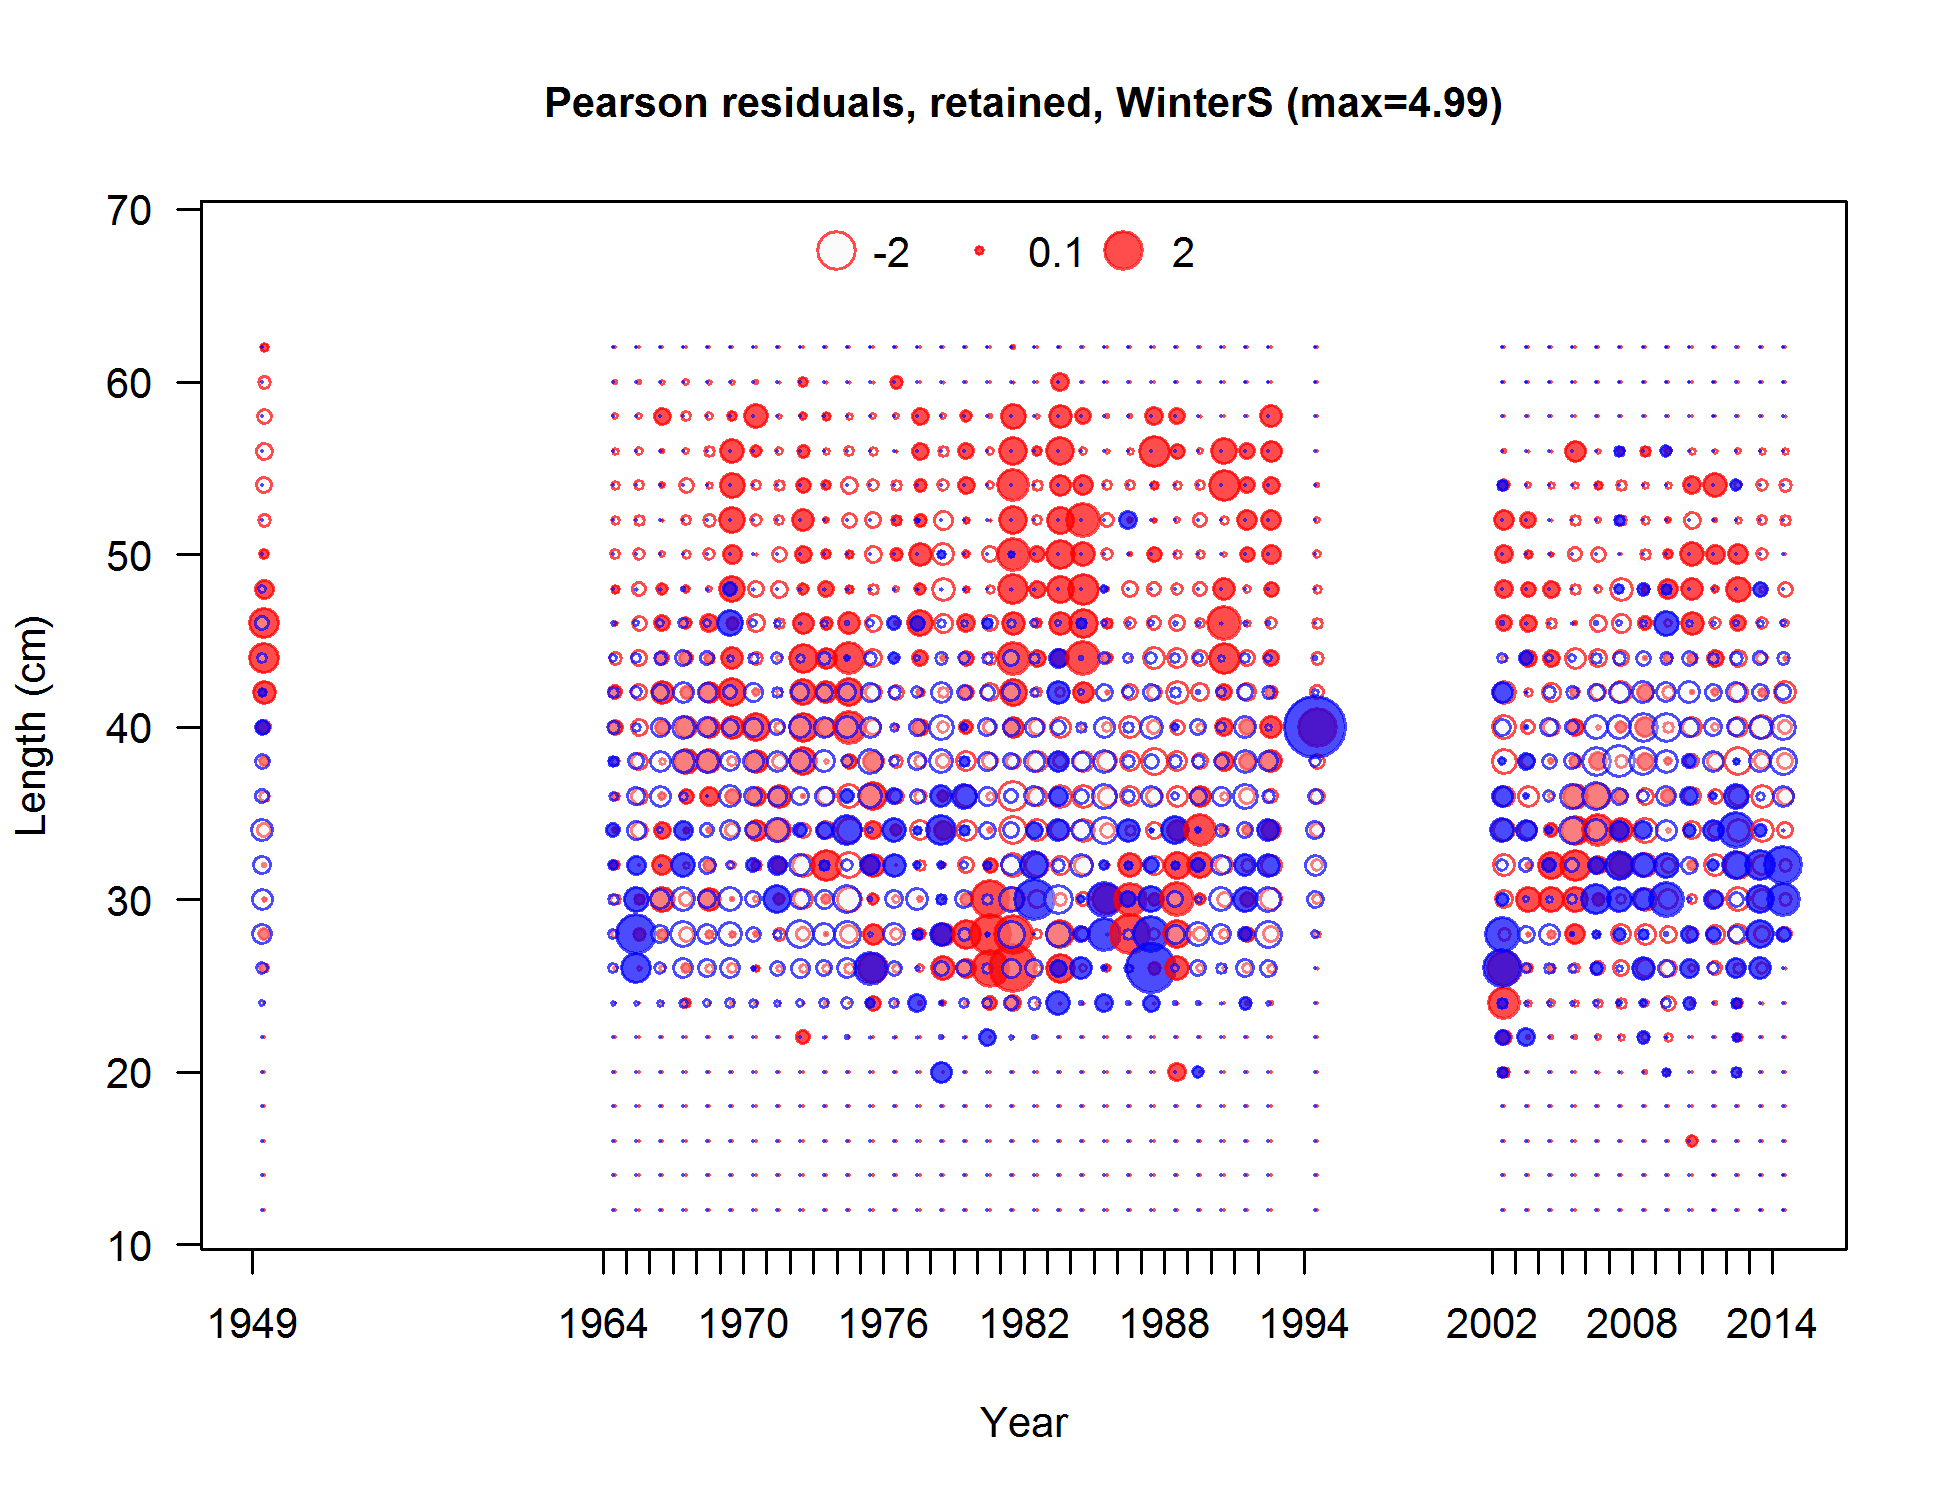 Pearson residuals, retained, WinterS (max=4.99)
-2 0.1 2
70
60
50
40
30
20
10
Length (cm)
1949 1964 1970 1976 1982 1988 1994 2002 2008 2014
Year